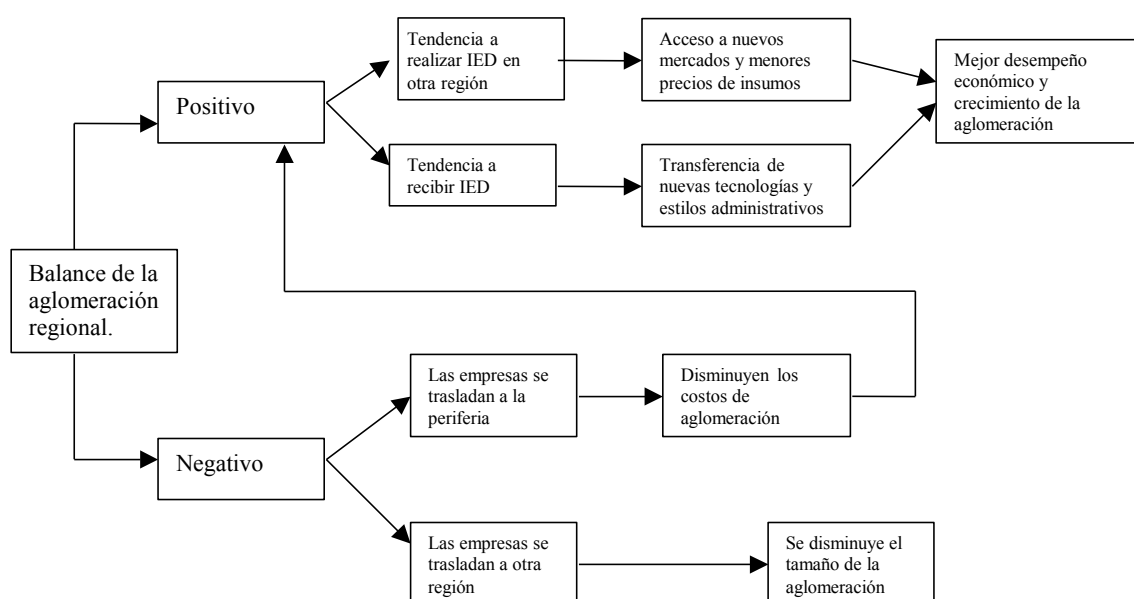 Tendencia a
realizar IED en
otra región
Acceso a nuevos
mercados y menores
precios de insumos
Mejor desempeño
económico y
crecimiento de la
aglomeración
Positivo
Tendencia a
recibir IED
Transferencia de
nuevas tecnologías y
estilos administrativos
Balance de la
aglomeración
regional.
Las empresas se
trasladan a la
periferia
Disminuyen los
costos de
aglomeración
Negativo
Las empresas se
trasladan a otra
región
Se disminuye el
tamaño de la
aglomeración